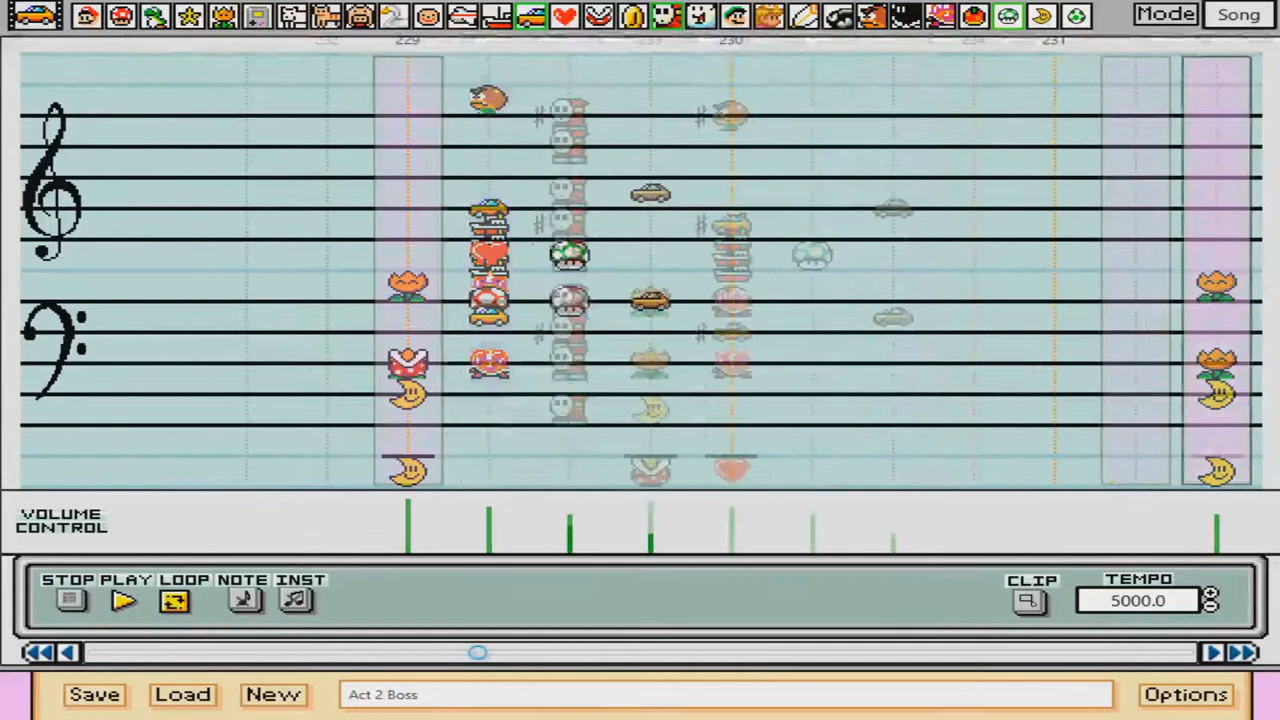 Mode Song
229 230 231
VOLUME
CONTROL
STOP PLAY LOOP NOTE INST CLIP TEMPO
5000.0
Save Load New Act 2 Boss Options